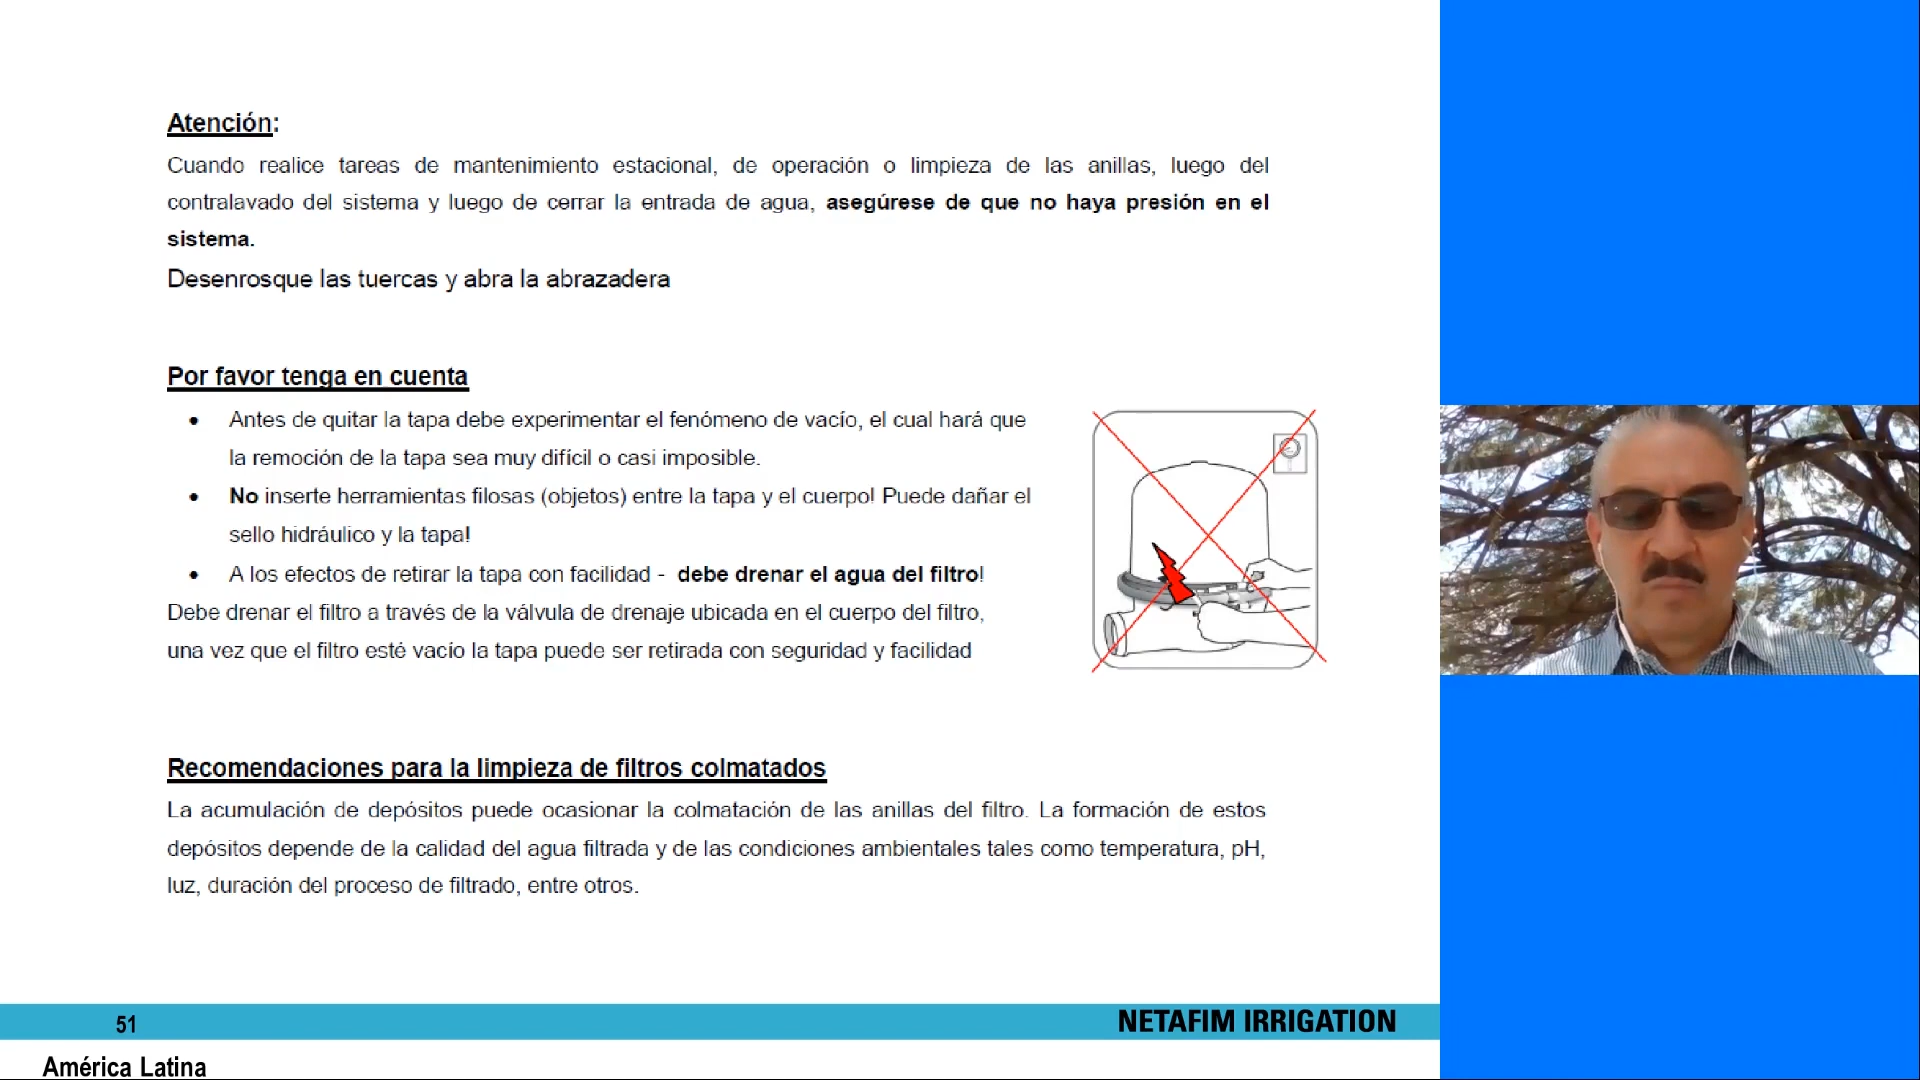 Atención:
Cuando realice tareas de mantenimiento estacional, de operación o limpieza de las anillas, luego del
contralavado del sistema y luego de cerrar la entrada de agua, asegúrese de que no haya presión en el
sistema.
Desenrosque las tuercas y abra la abrazadera
Por favor tenga en cuenta
• Antes de quitar la tapa debe experimentar el fenómeno de vacío, el cual hará que
la remoción de la tapa sea muy difícil o casi imposible.
• No inserte herramientas filosas (objetos) entre la tapa y el cuerpo! Puede dañar el
sello hidráulico y la tapa!
• A los efectos de retirar la tapa con facilidad - debe drenar el agua del filtro!
Debe drenar el filtro a través de la válvula de drenaje ubicada en el cuerpo del filtro,
una vez que el filtro esté vacío la tapa puede ser retirada con seguridad y facilidad
Recomendaciones para la limpieza de filtros colmatados
La acumulación de depósitos puede ocasionar la colmatación de las anillas del filtro. La formación de estos
depósitos depende de la calidad del agua filtrada y de las condiciones ambientales tales como temperatura, pH,
luz, duración del proceso de filtrado, entre otros.
51
NETAFIM IRRIGATION
América Latina